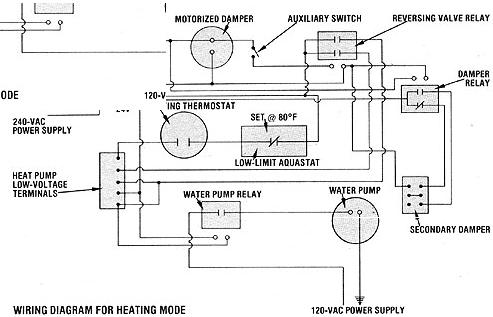 MOTORIZED DAMPER
AUXILIARY SWITCH
REVERSING VALVE RELAY
DAMPER
RELAY
ODE
120-V
ING THERMOSTAT
240-VAC
POWER SUPPLY
SET @ 80°F
LOW-LIMIT AQUASTAT
HEAT PUMP
LOW-VOLTAGE
TERMINALS
WATER PUMP RELAY
WATER PUMP
SECONDARY DAMPER
WIRING DIAGRAM FOR HEATING MODE
120-VAC POWER SUPPLY